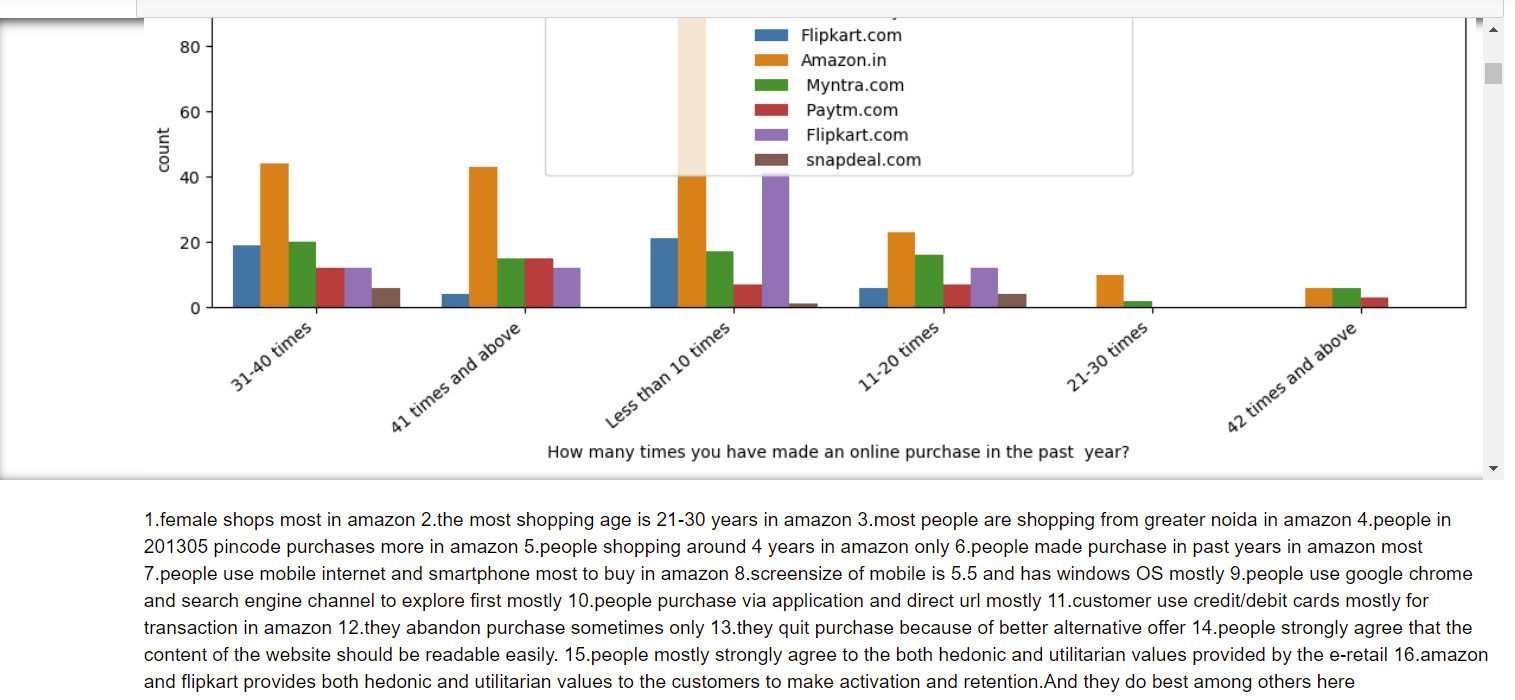 Flipkart.com
Amazon.in
Myntra.com
Paytm.com
Flipkart.com
snapdeal.com
80
60
40
20
0
count
31-40 times
41 times and above
Less than 10 times
11-20 times
21-30 times
42 times and above
How many times you have made an online purchase in the past  year?
1.female shops most in amazon 2.the most shopping age is 21-30 years in amazon 3.most people are shopping from greater noida in amazon 4.people in
201305 pincode purchases more in amazon 5.people shopping around 4 years in amazon only 6.people made purchase in past years in amazon most
7.people use mobile internet and smartphone most to buy in amazon 8.screensize of mobile is 5.5 and has windows OS mostly 9.people use google chrome
and search engine channel to explore first mostly 10.people purchase via application and direct url mostly 11.customer use credit/debit cards mostly for
transaction in amazon 12.they abandon purchase sometimes only 13.they quit purchase because of better alternative offer 14.people strongly agree that the
content of the website should be readable easily. 15.people mostly strongly agree to the both hedonic and utilitarian values provided by the e-retail 16.amazon
and flipkart provides both hedonic and utilitarian values to the customers to make activation and retention.And they do best among others here